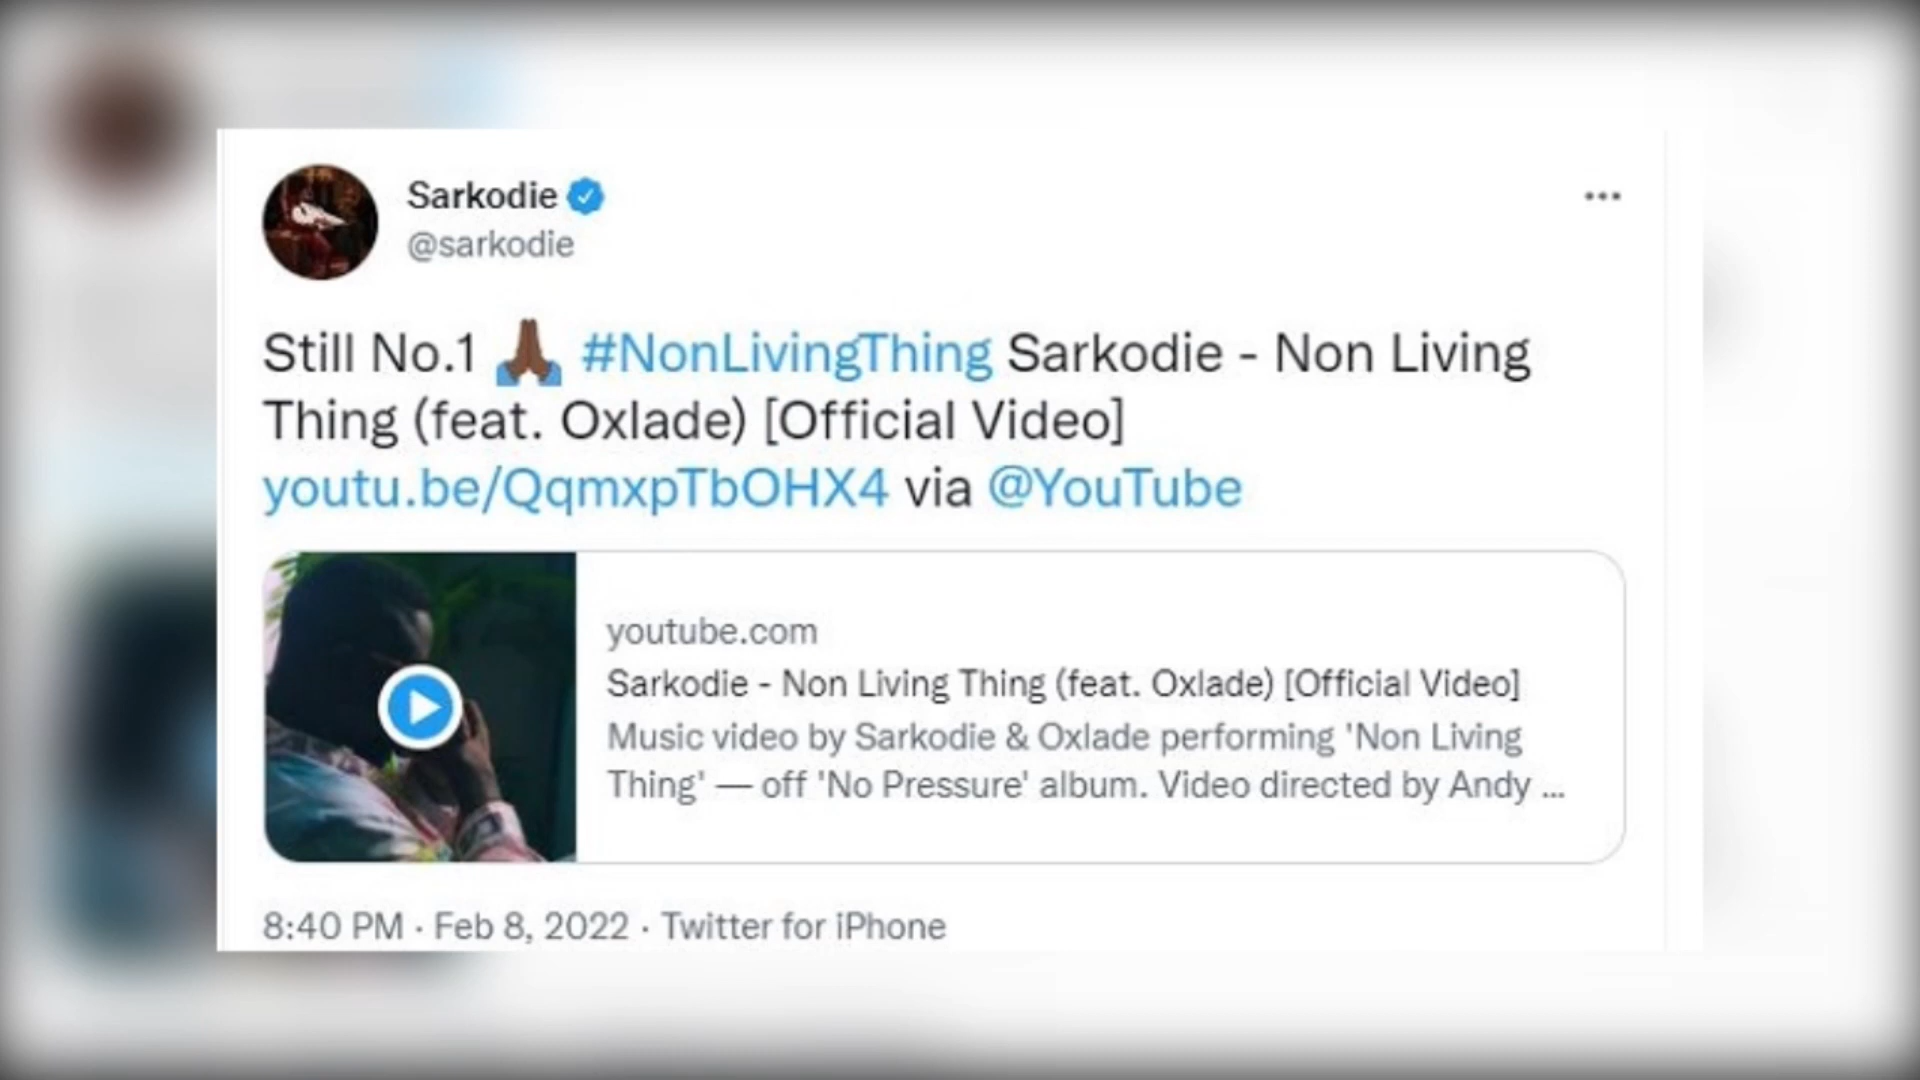 Sarkodie
@sarkodie
Still No.1 🙏🏾 #NonLivingThing Sarkodie - Non Living
Thing (feat. Oxlade) [Official Video]
youtu.be/QqmxpTbOHX4 via @YouTube
youtube.com
Sarkodie - Non Living Thing (feat. Oxlade) [Official Video]
Music video by Sarkodie & Oxlade performing 'Non Living
Thing' — off 'No Pressure' album. Video directed by Andy ...
8:40 PM · Feb 8, 2022 · Twitter for iPhone